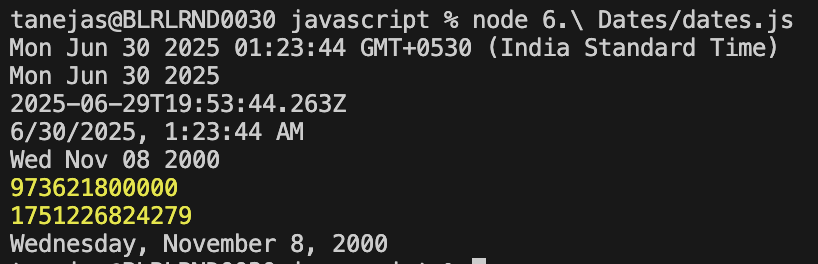 tanejas@BLRLRND0030 javascript % node 6.\ Dates/dates.js
Mon Jun 30 2025 01:23:44 GMT+0530 (India Standard Time)
Mon Jun 30 2025
2025-06-29T19:53:44.263Z
6/30/2025, 1:23:44 AM
Wed Nov 08 2000
973621800000
1751226824279
Wednesday, November 8, 2000